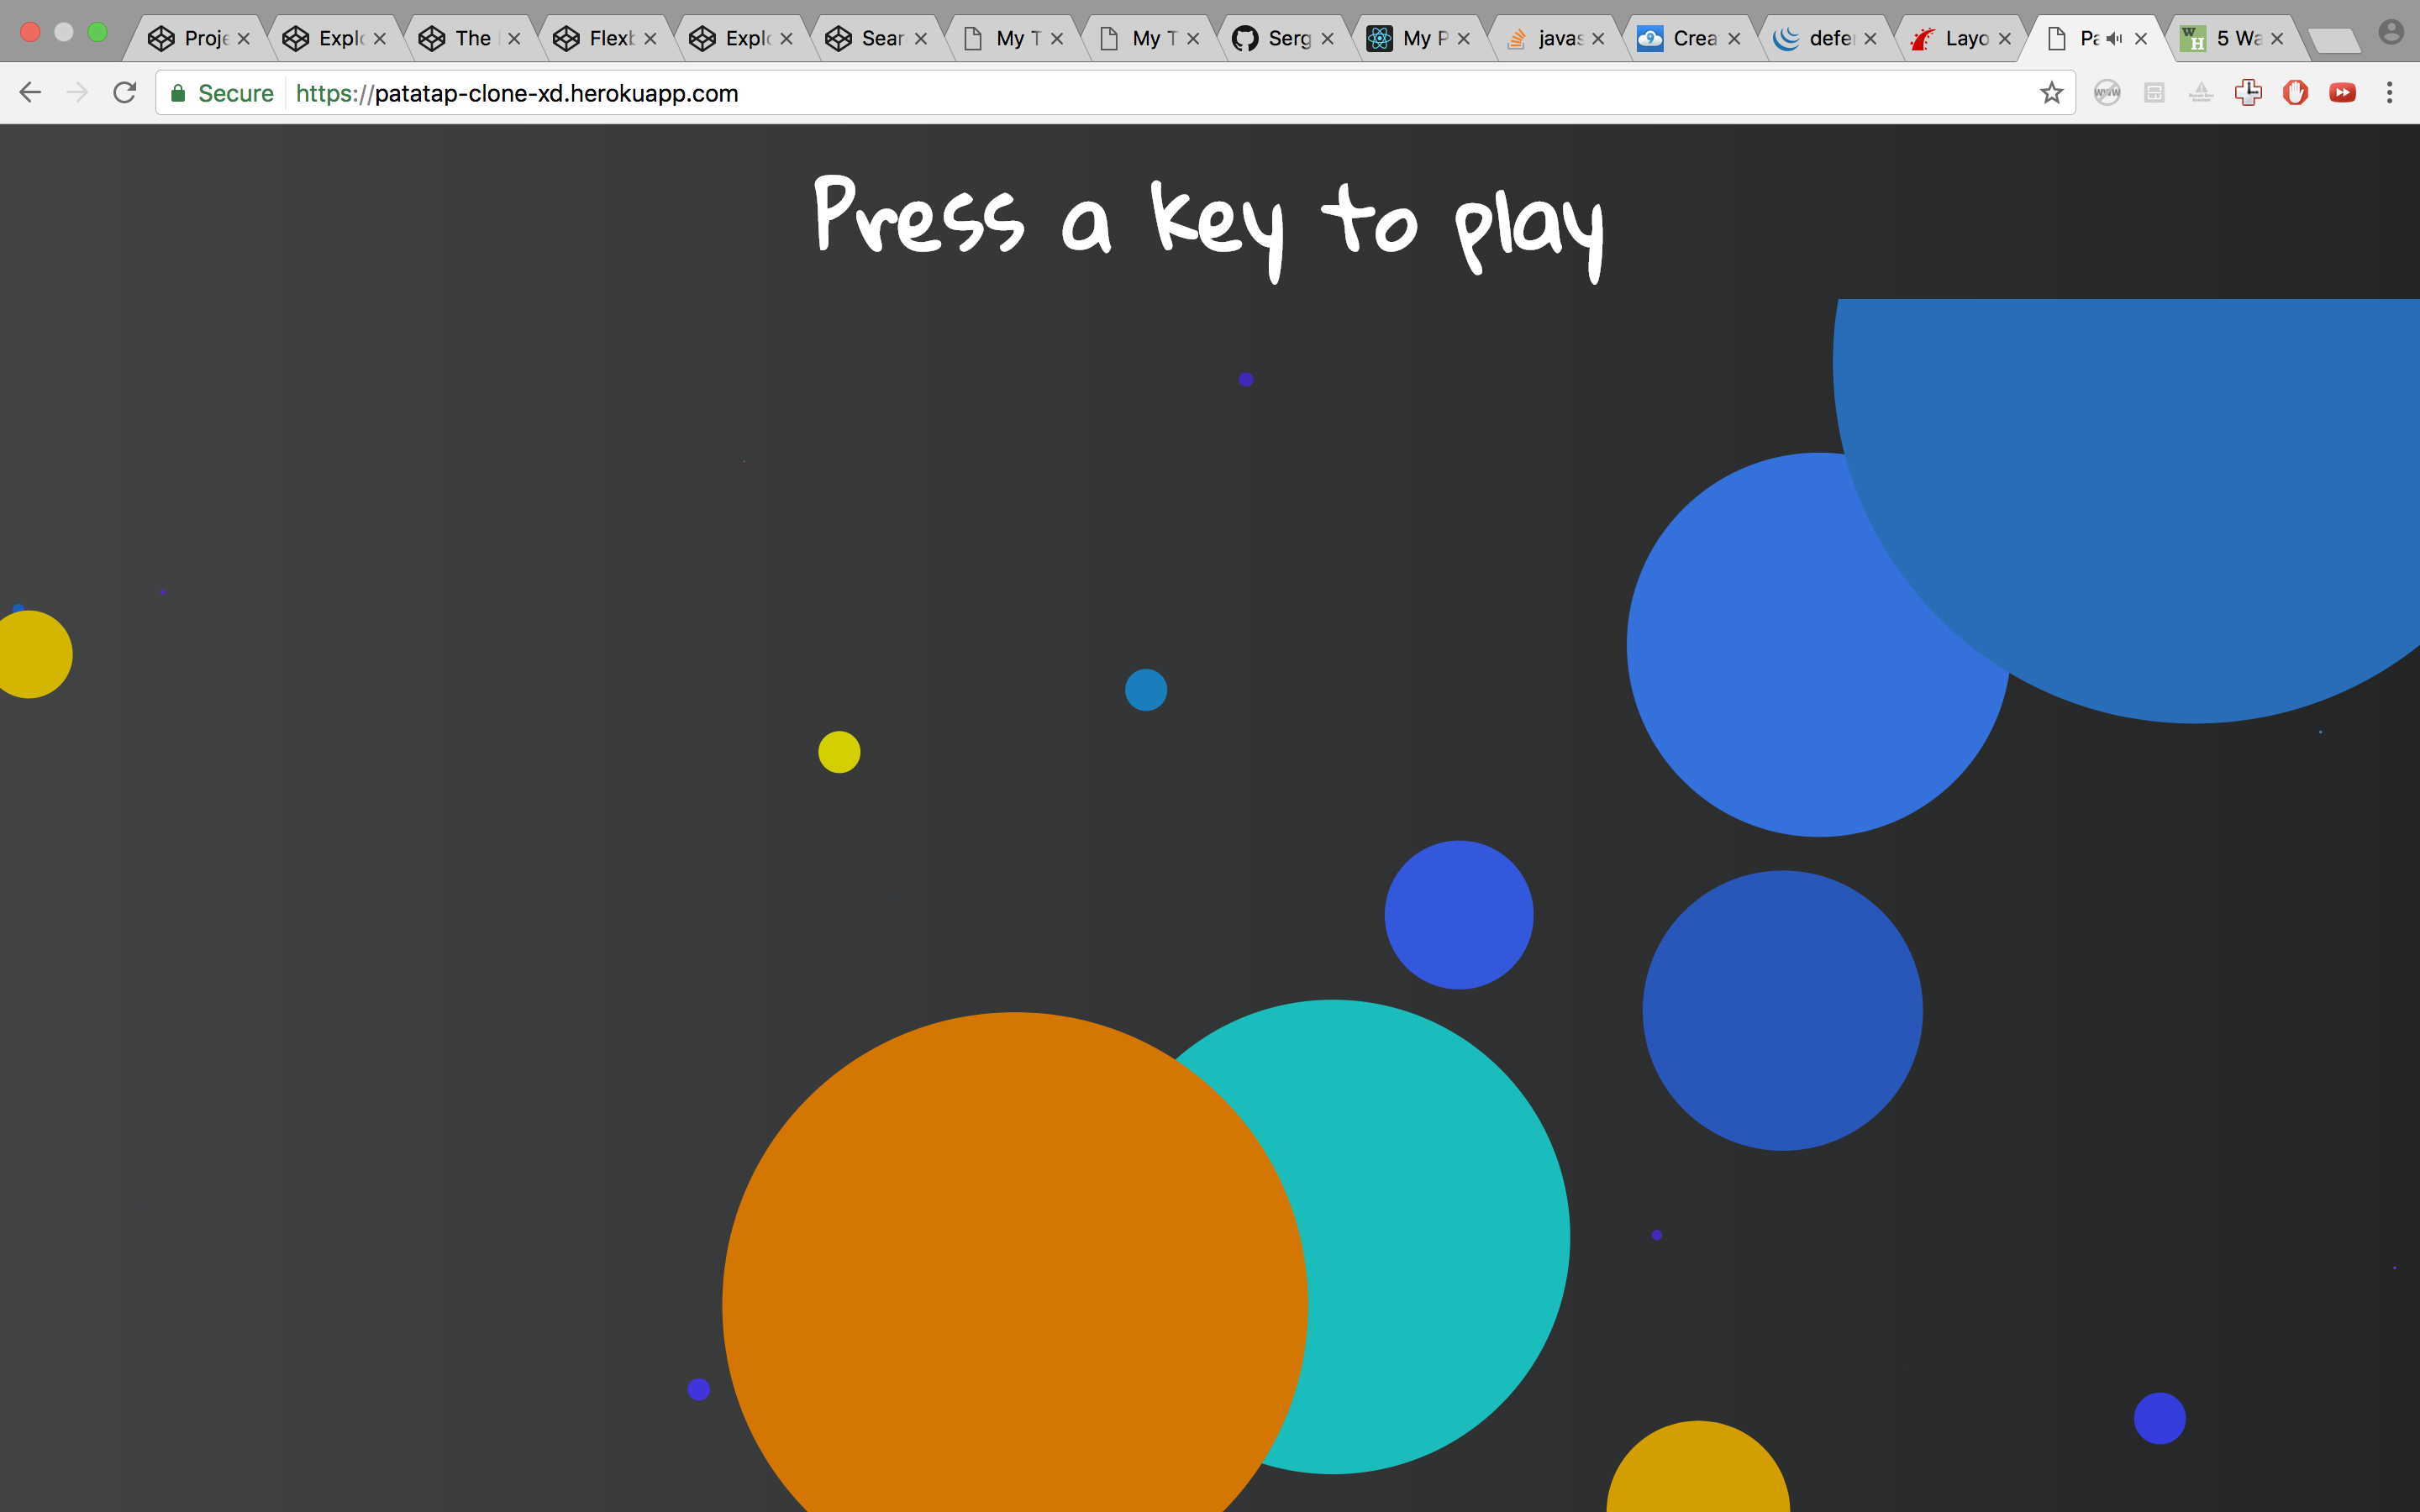 Proje Explo The Flexb Explo Sear My T My T Serg My P javas Crea defer Layo Pa 5 Wa
Secure https://patatap-clone-xd.herokuapp.com
Press a key to play